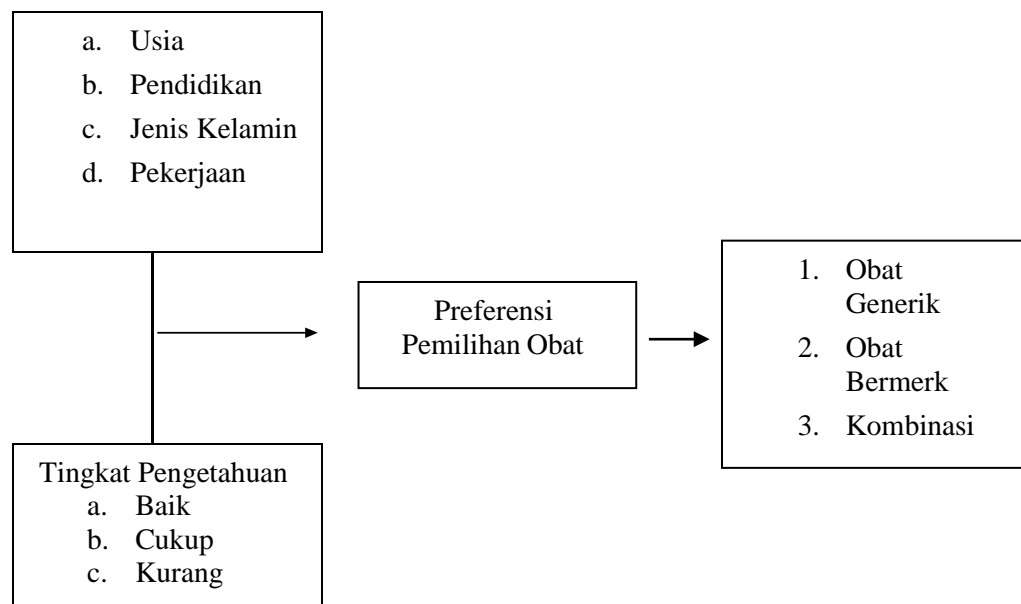 a. Usia
b. Pendidikan
c. Jenis Kelamin
d. Pekerjaan
Preferensi
Pemilihan Obat
1. Obat
Generik
2. Obat
Bermerk
3. Kombinasi
Tingkat Pengetahuan
a. Baik
b. Cukup
c. Kurang